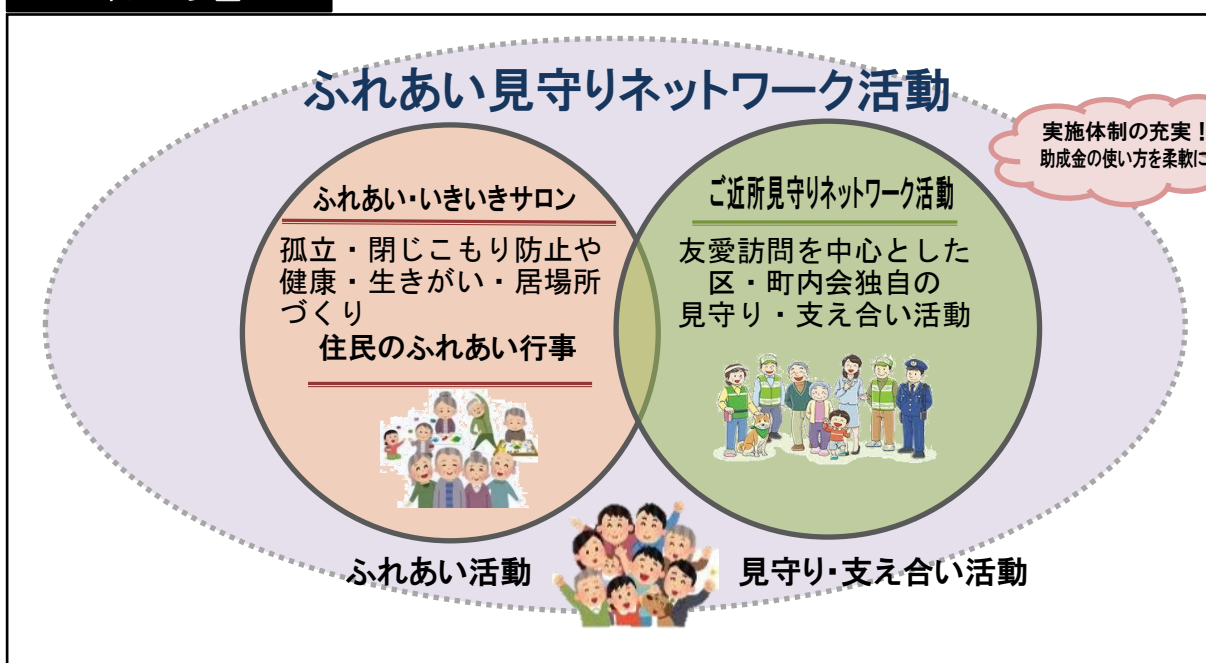 ふれあい見守りネットワーク活動
実施体制の充実！
助成金の使い方を柔軟に
ふれあい・いきいきサロン
孤立・閉じこもり防止や
健康・生きがい・居場所
づくり
住民のふれあい行事
ご近所見守りネットワーク活動
友愛訪問を中心とした
区・町内会独自の
見守り・支え合い活動
ふれあい活動
見守り・支え合い活動